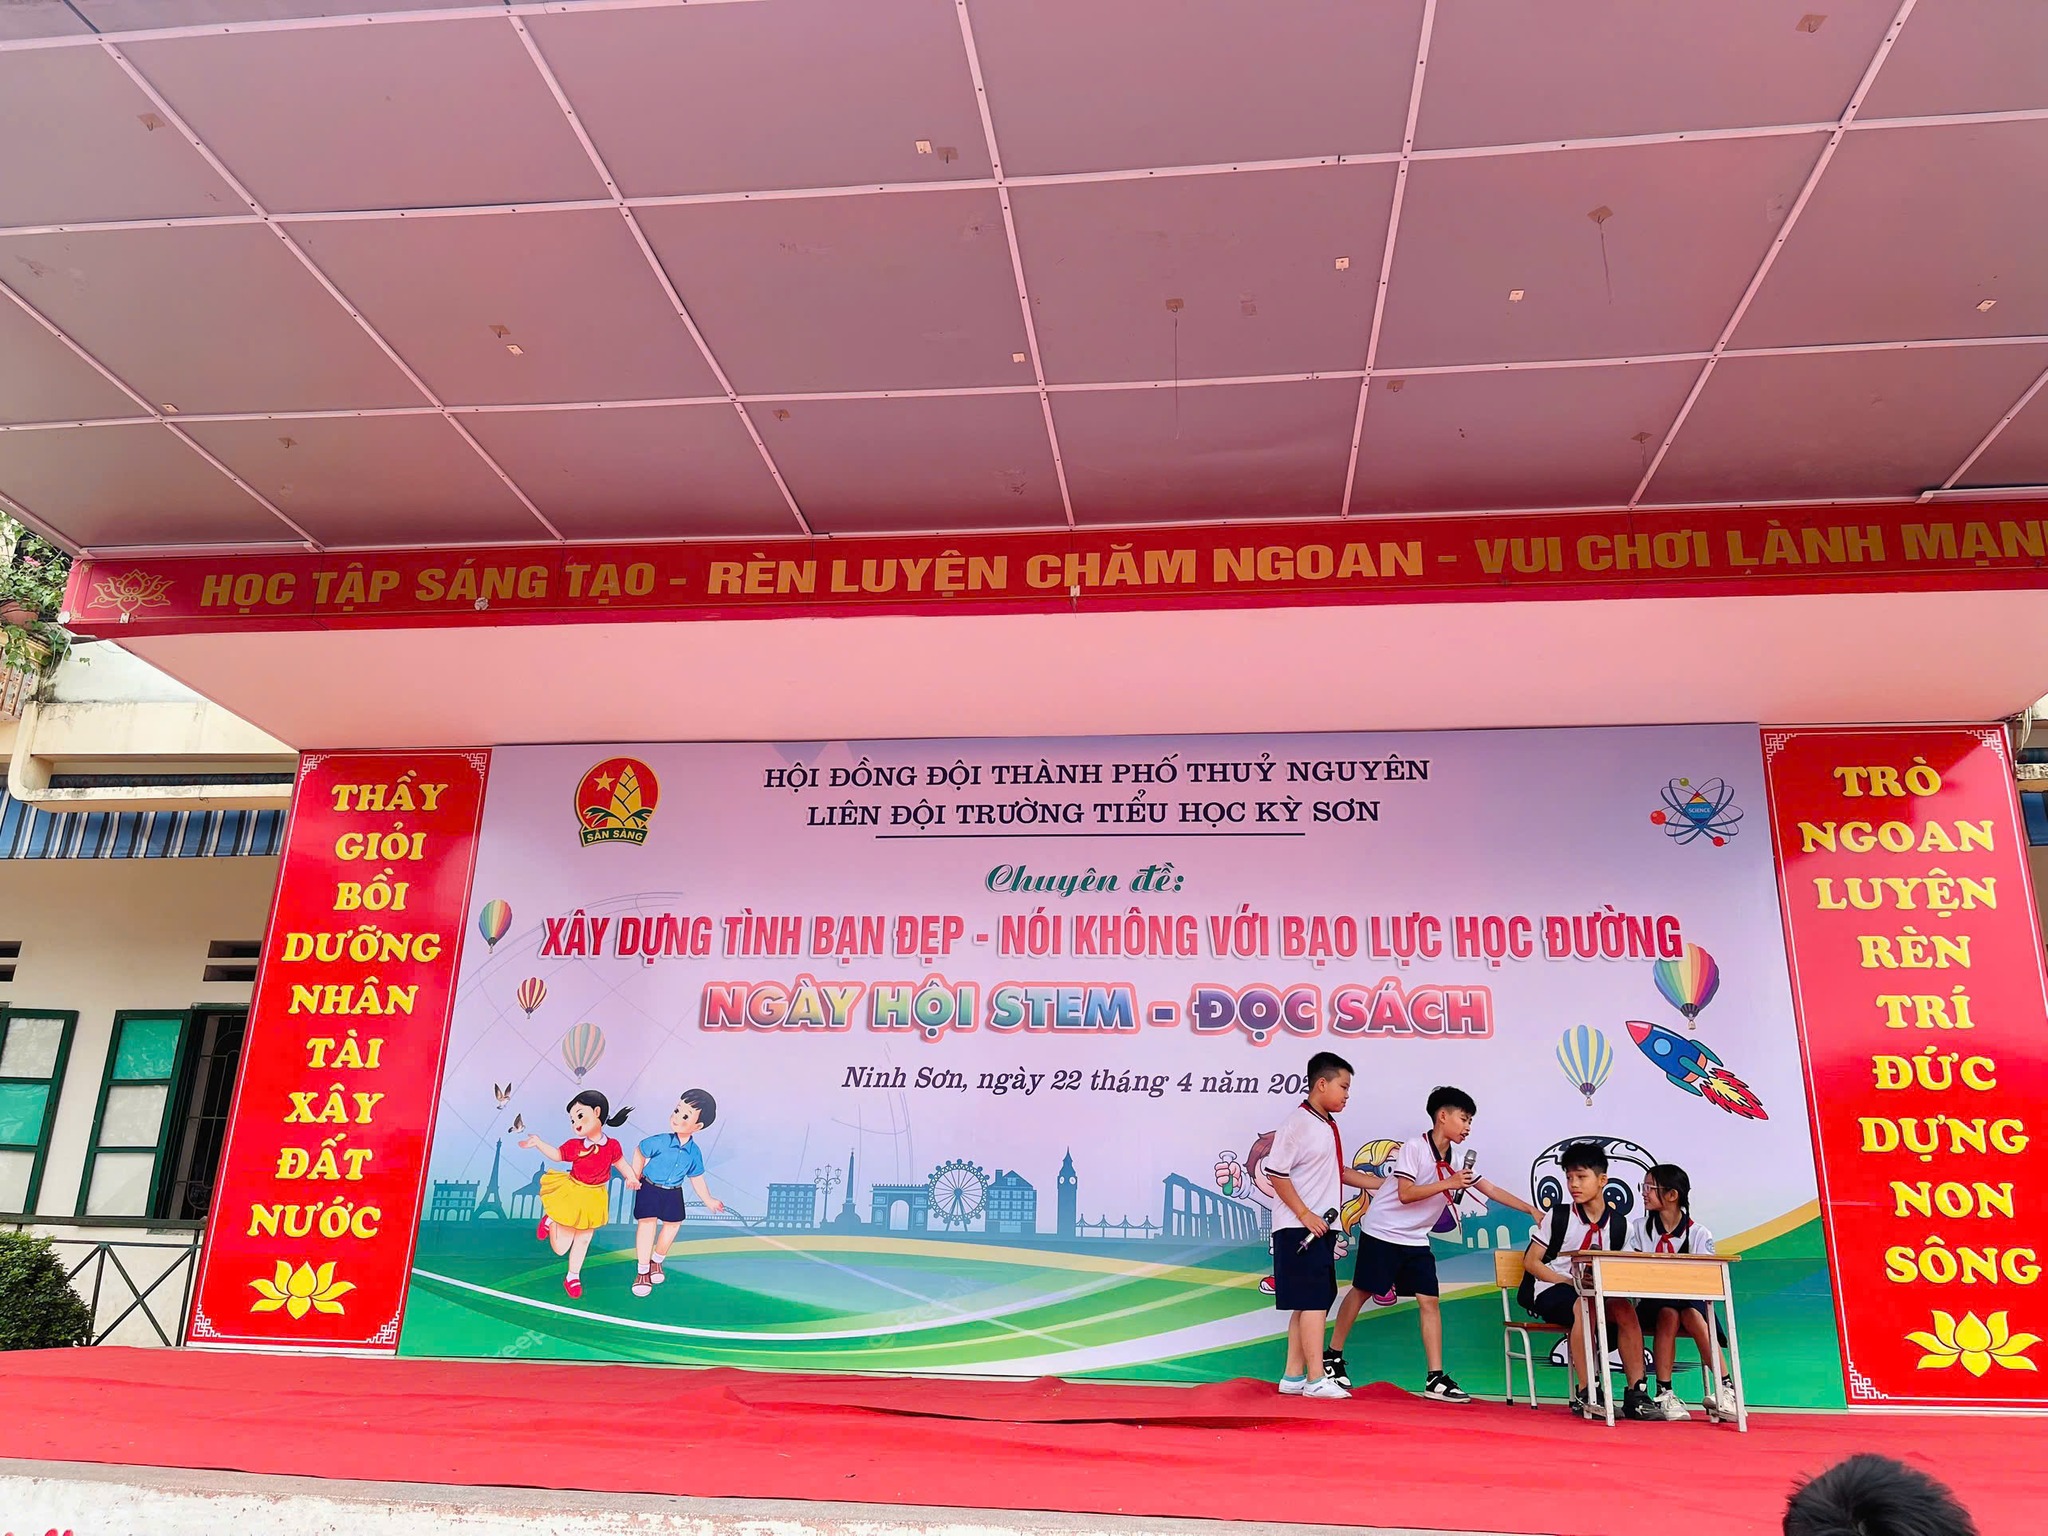 HỌC TẬP SÁNG TẠO - RÈN LUYỆN CHĂM NGOAN - VUI CHƠI LÀNH MẠN
THẦY
GIỎI
BỒI
DƯỠNG
NHÂN
TÀI
XÂY
ĐẤT
NƯỚC
SẴN SÀNG
HỘI ĐỒNG ĐỘI THÀNH PHỐ THUỶ NGUYÊN
LIÊN ĐỘI TRƯỜNG TIỂU HỌC KỲ SƠN
SCIENCE
Chuyên đề:
XÂY DỰNG TÌNH BẠN ĐẸP - NÓI KHÔNG VỚI BẠO LỰC HỌC ĐƯỜNG
NGÀY HỘI STEM - ĐỌC SÁCH
Ninh Sơn, ngày 22 tháng 4 năm 202
TRÒ
NGOAN
LUYỆN
RÈN
TRÍ
ĐỨC
DỰNG
NON
SÔNG